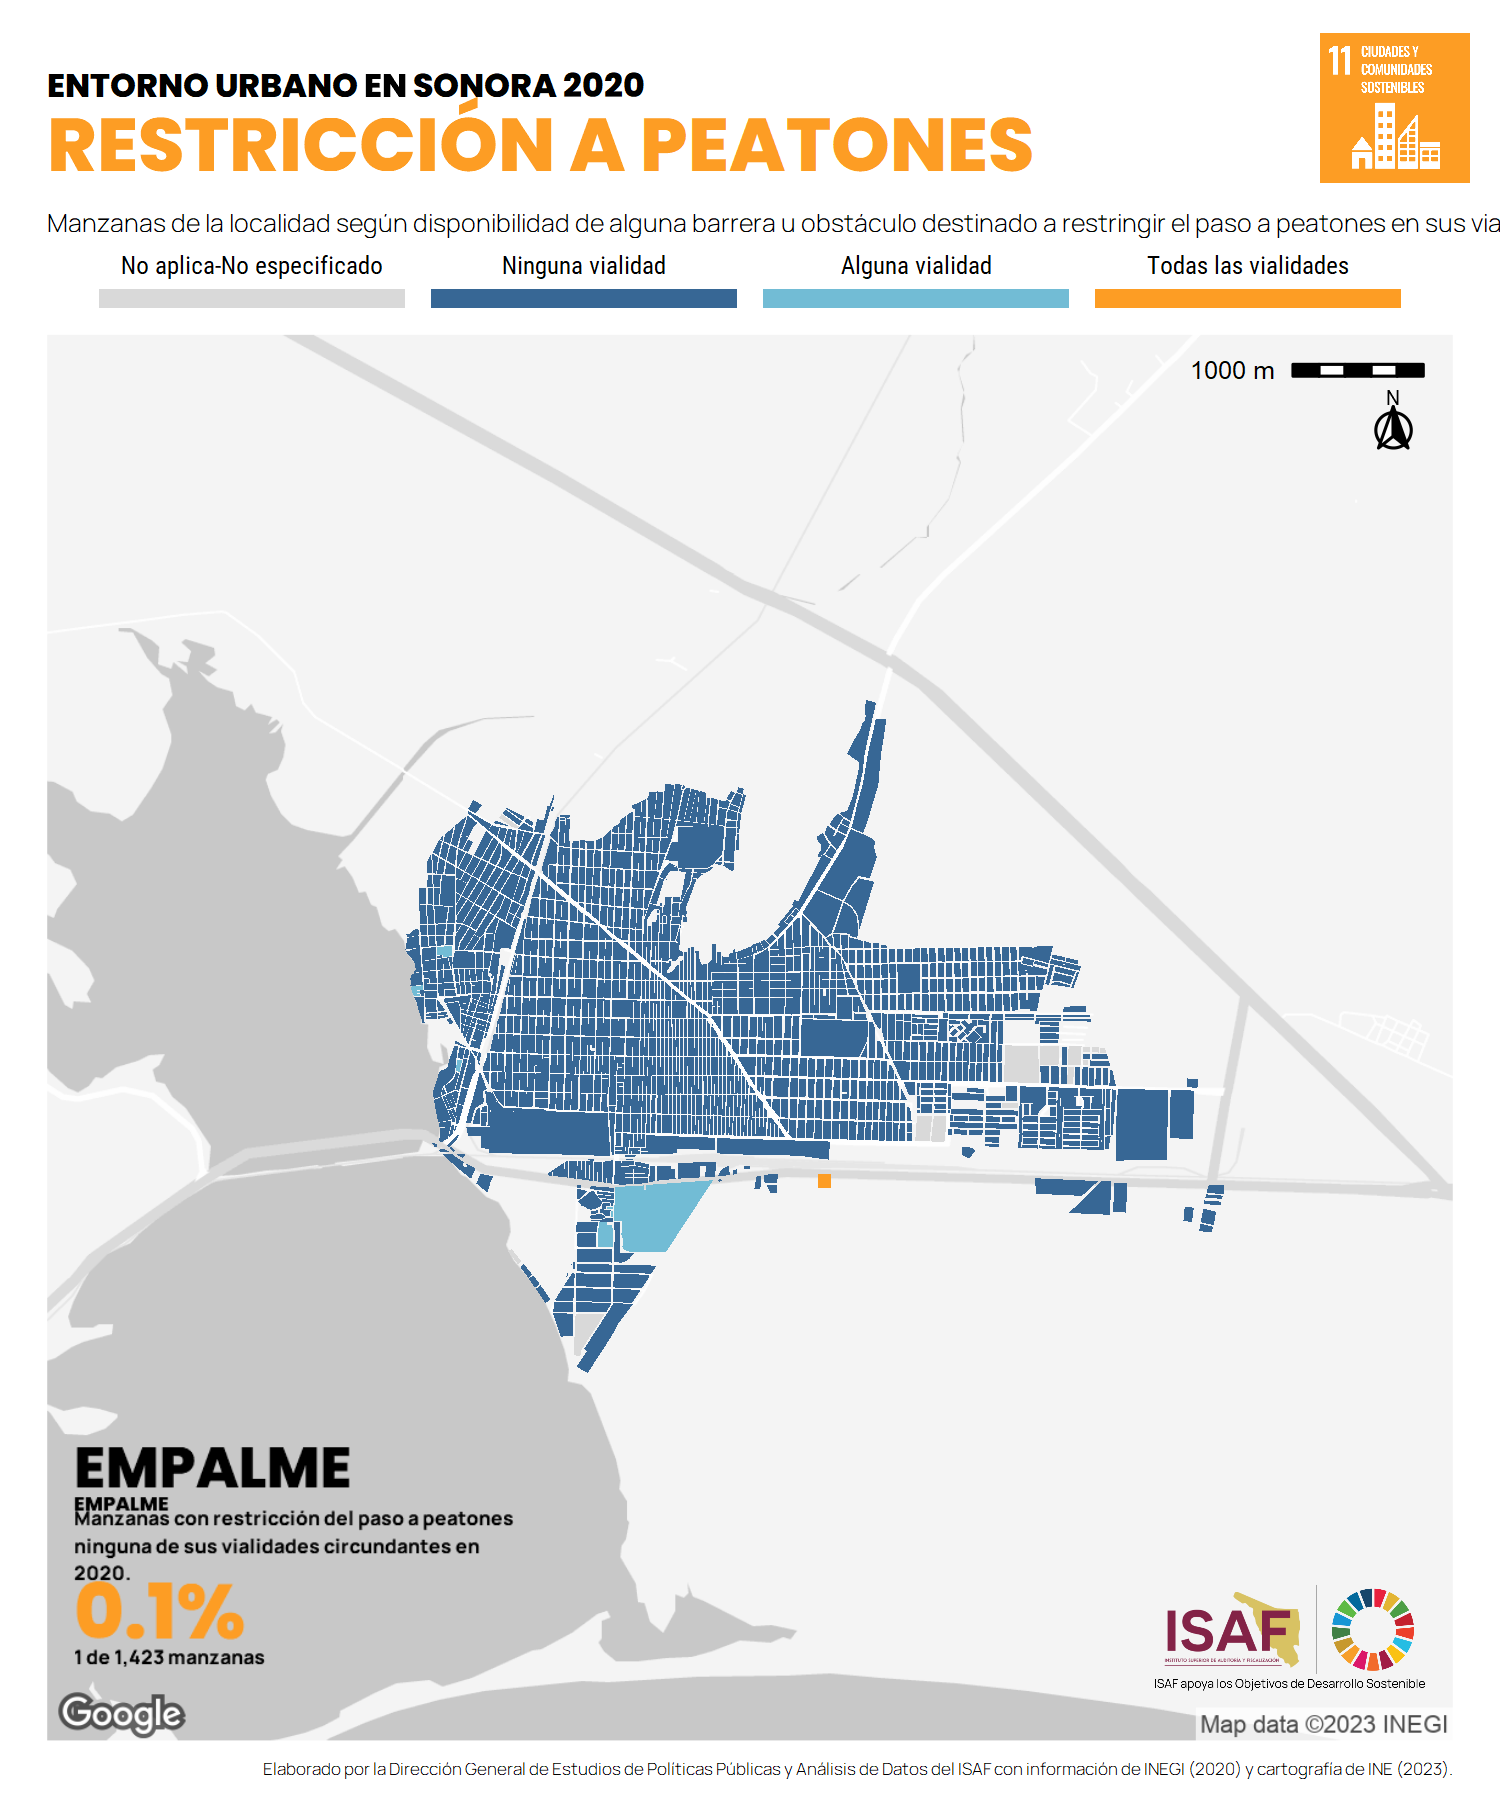 ENTORNO URBANO EN SONORA 2020
RESTRICCIÓN A PEATONES
11 CIUDADES Y
COMUNIDADES
SOSTENIBLES
Manzanas de la localidad según disponibilidad de alguna barrera u obstáculo destinado a restringir el paso a peatones en sus via
No aplica-No especificado
Ninguna vialidad
Alguna vialidad
Todas las vialidades
1000 m
N
EMPALME
EMPALME
Manzanas con restricción del paso a peatones
ninguna de sus vialidades circundantes en
2020.
0.1%
1 de 1,423 manzanas
ISAF
INSTITUTO SUPERIOR DE AUDITORÍA Y FISCALIZACIÓN
ISAF apoya los Objetivos de Desarrollo Sostenible
Google
Map data ©2023 INEGI
Elaborado por la Dirección General de Estudios de Políticas Públicas y Análisis de Datos del ISAF con información de INEGI (2020) y cartografía de INE (2023).